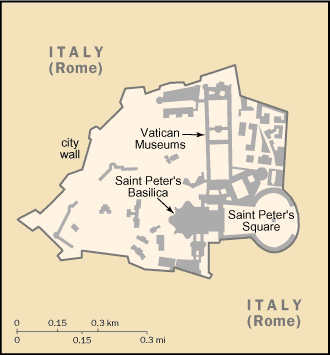 ITALY
(Rome)
Vatican
Museums
city
wall
Saint Peter's
Basilica
Saint Peter's
Square
ITALY
(Rome)
0 0.15 0.3 km
0 0.15 0.3 mi